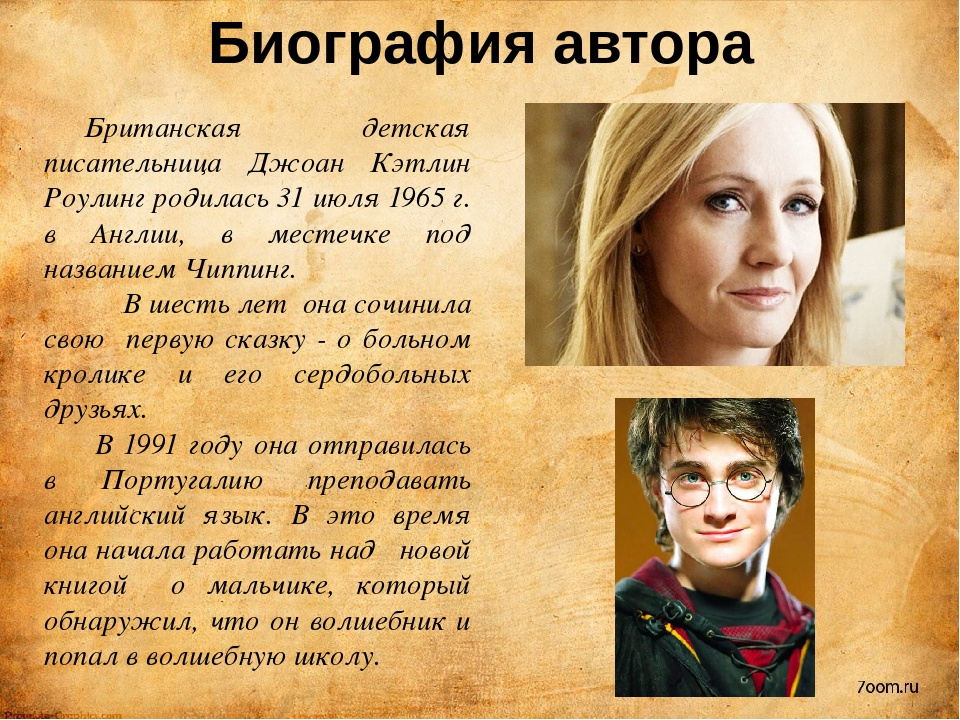 Биография автора
Британская детская
писательница Джоан Кэтлин
Роулинг родилась 31 июля 1965 г.
в Англии, в местечке под
названием Чиппинг.
В шесть лет она сочинила
свою первую сказку - о больном
кролике и его сердобольных
друзьях.
В 1991 году она отправилась
в Португалию преподавать
английский язык. В это время
она начала работать над новой
книгой о мальчике, который
обнаружил, что он волшебник и
попал в волшебную школу.
7oom.ru